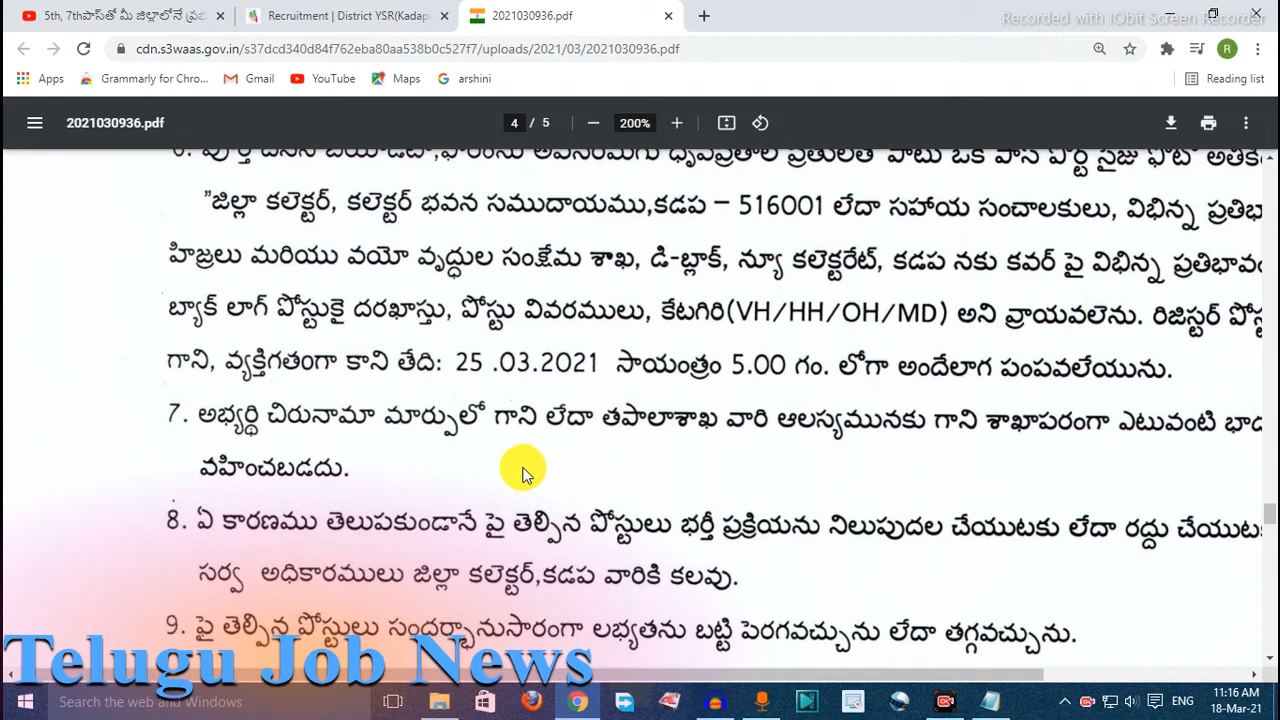 5th, 7thపాస్‌తో మీ జిల్లాలోనే ప్ర
Recruitment | District YSR(Kadapa
2021030936.pdf
Recorded with IObit Screen Recorder
cdn.s3waas.gov.in/s37dcd340d84f762eba80aa538b0c527f7/uploads/2021/03/2021030936.pdf
R
Apps
Grammarly for Chro...
Gmail
YouTube
Maps
arshini
Reading list
2021030936.pdf
4 / 5
200%
"జిల్లా కలెక్టర్, కలెక్టర్ భవన సముదాయము,కడప – 516001 లేదా సహాయ సంచాలకులు, విభిన్న
హిజ్రలు మరియు వయో వృద్ధుల సంక్షేమ శాఖ, డి-బ్లాక్, న్యూ కలెక్టరేట్, కడప నకు కవర్ పై విభిన్న
బ్యాక్ లాగ్ పోస్టుకై దరఖాస్తు, పోస్టు వివరములు, కేటగిరి(VH/HH/OH/MD) అని వ్రాయవలెను. రిజిస్టర్
గాని, వ్యక్తిగతంగా కాని తేది: 25 .03.2021 సాయంత్రం 5.00 గం. లోగా అందేలాగ పంపవలేయును.
7. అభ్యర్థి చిరునామా మార్పులో గాని లేదా తపాలాశాఖ వారి ఆలస్యమునకు గాని శాఖాపరంగా ఎటువంటి
వహించబడదు.
8. ఏ కారణము తెలుపకుండానే పై తెల్పిన పోస్టులు భర్తీ ప్రక్రియను నిలుపుదల చేయుటకు లేదా రద్దు
సర్వ అధికారములు జిల్లా కలెక్టర్,కడప వారికి కలవు.
9. పై తెల్పిన పోస్టులు సందర్భానుసారంగా లభ్యతను బట్టి పెరగవచ్చును లేదా తగ్గవచ్చును.
Telugu Job News
Search the web and Windows
ENG
11:16 AM
18-Mar-21